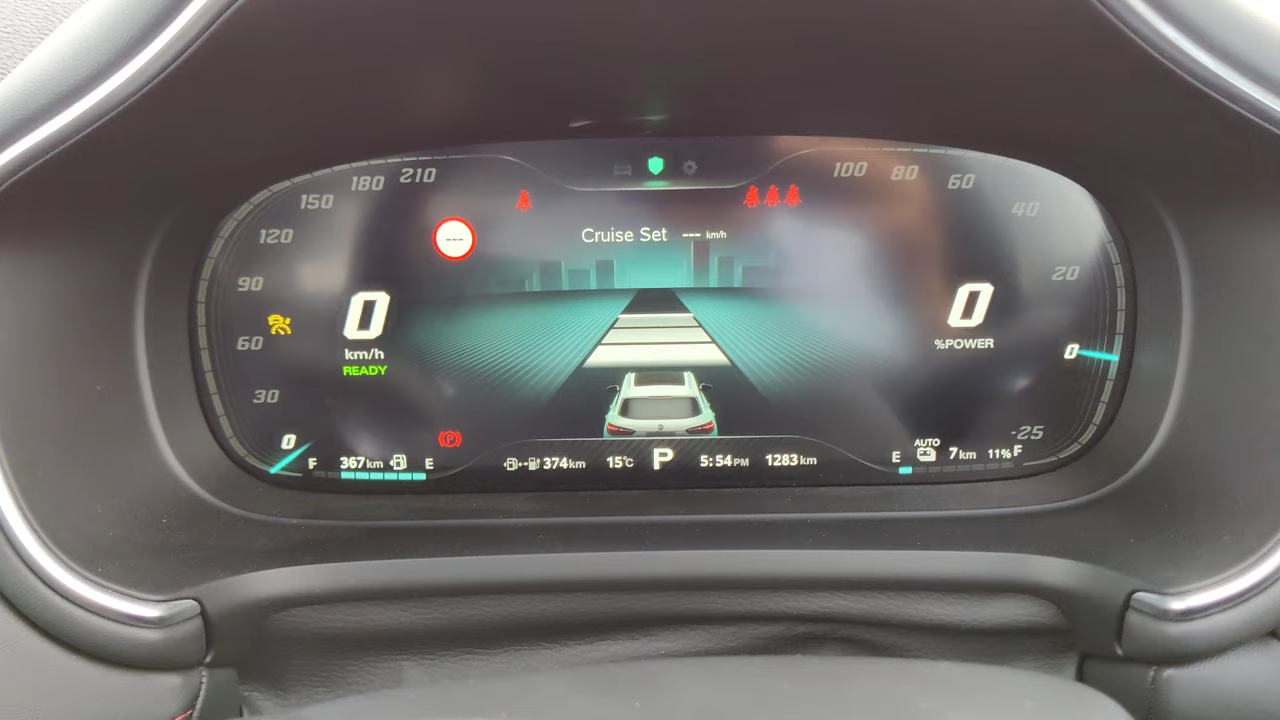 210
180
150
120
90
60
30
0
0
km/h
READY
---
Cruise Set --- km/h
100
80
60
40
20
0
-25
0
%POWER
F 367km E
374km 15°C P 5:54PM 1283km
AUTO
E 7km 11% F